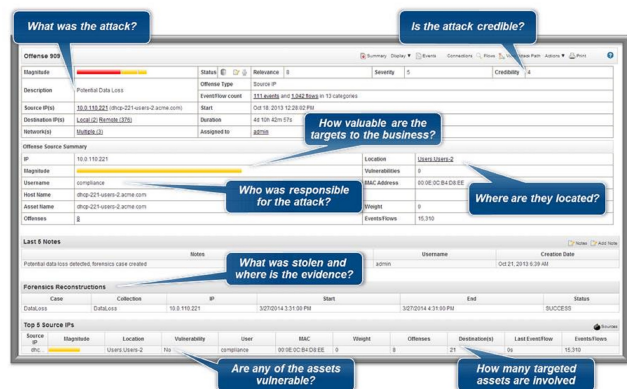 What was the attack?
Is the attack credible?
Offense 909
Summary Display Events Connections Flows View Attack Path Actions Print
Magnitude Status Relevance 8 Severity 5 Credibility 4
Description Potential Data Loss
Offense Type Source IP
Event/Flow count 111 events and 1,042 flows in 13 categories
Source IP(s) 10.0.110.221 (dhcp-221-users-2.acme.com)
Start Oct 18, 2013 12:28:02 PM
Destination IP(s) Local (2) Remote (376)
Duration 4d 10h 42m 57s
Network(s) Multiple (3)
Assigned to admin
How valuable are the targets to the business?
Offense Source Summary
IP 10.0.110.221 Location Users.Users-2
Magnitude Vulnerabilities 0
Username compliance MAC Address 00:0E:0C:B4:D8:EE
Who was responsible for the attack?
Where are they located?
Host Name dhcp-221-users-2.acme.com
Asset Name dhcp-221-users-2.acme.com Weight 0
Offenses 8 Events/Flows 15,310
Last 5 Notes Notes Add Note
Notes Username Creation Date
Potential data loss detected, forensics case created admin Oct 21, 2013 6:39 AM
What was stolen and where is the evidence?
Forensics Reconstructions
Case Collection IP Start End Status
DataLoss DataLoss 10.0.110.221 3/27/2014 3:31:00 PM 3/27/2014 4:31:00 PM SUCCESS
Top 5 Source IPs Sources
Source IP Magnitude Location Vulnerability User MAC Weight Offenses Destination(s) Last Event/Flow Events/Flows
dhc... Users.Users-2 No compliance 00:0E:0C:B4:D8:EE 0 8 21 0s 15,310
Are any of the assets vulnerable?
How many targeted assets are involved